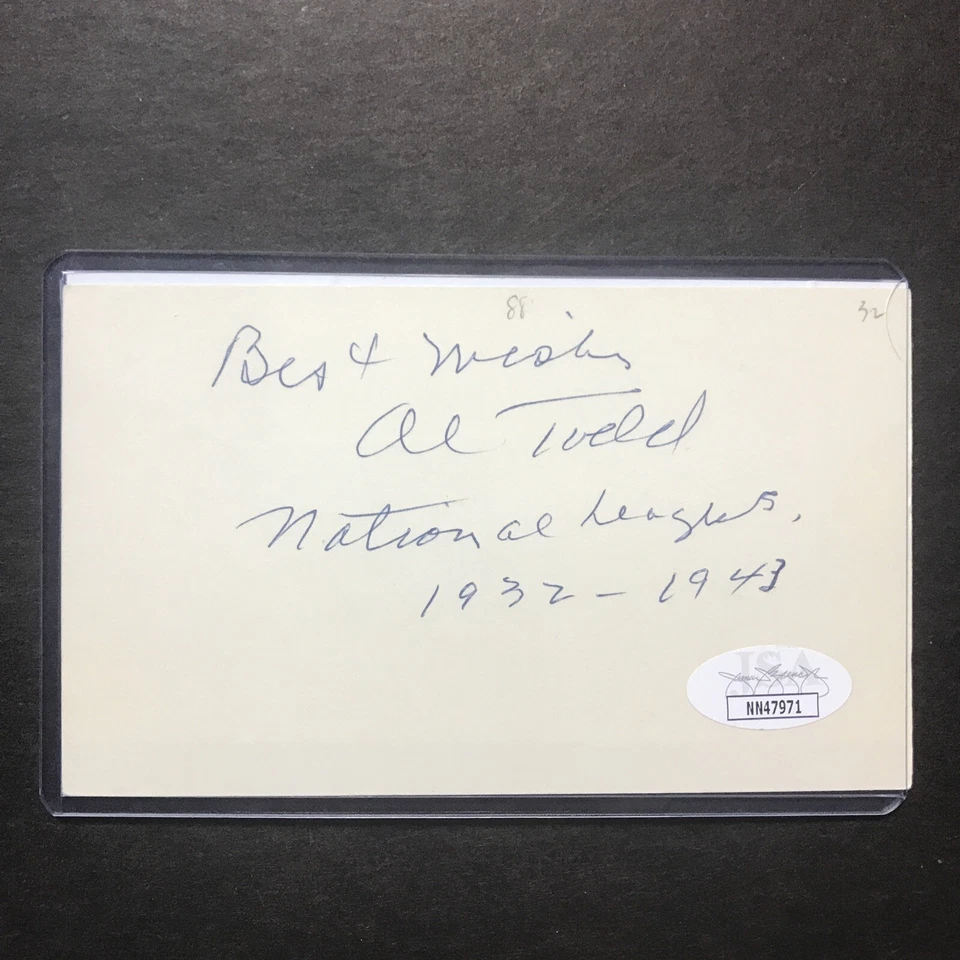 88
32
Best Wishes
Al Todd
National Leagues,
1932 - 1943
JSA
NN47971